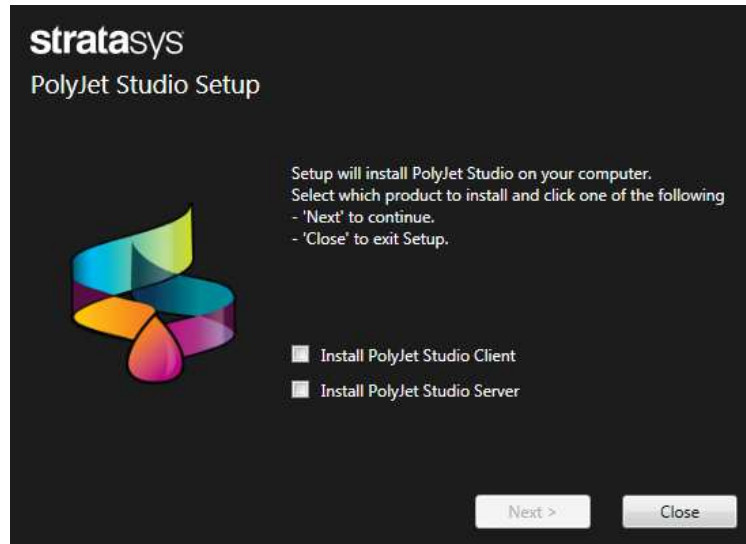 stratasys
PolyJet Studio Setup
Setup will install PolyJet Studio on your computer.
Select which product to install and click one of the following
- 'Next' to continue.
- 'Close' to exit Setup.
Install PolyJet Studio Client
Install PolyJet Studio Server
Next >
Close